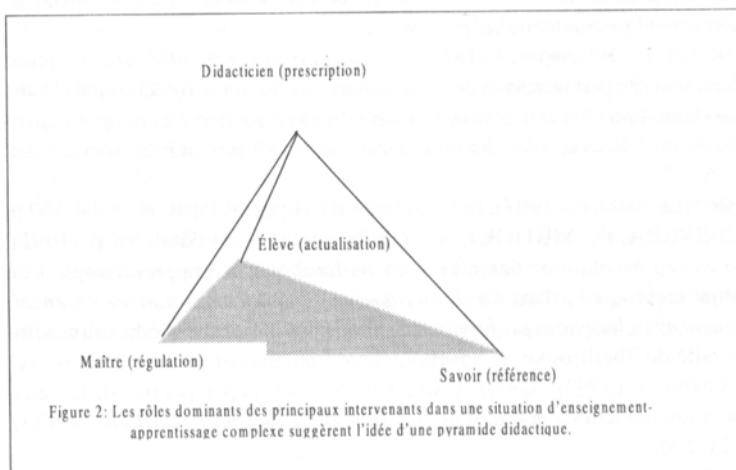 Didacticien (prescription)
Élève (actualisation)
Maître (régulation)
Savoir (référence)
Figure 2: Les rôles dominants des principaux intervenants dans une situation d'enseignement-
apprentissage complexe suggèrent l'idée d'une pyramide didactique.